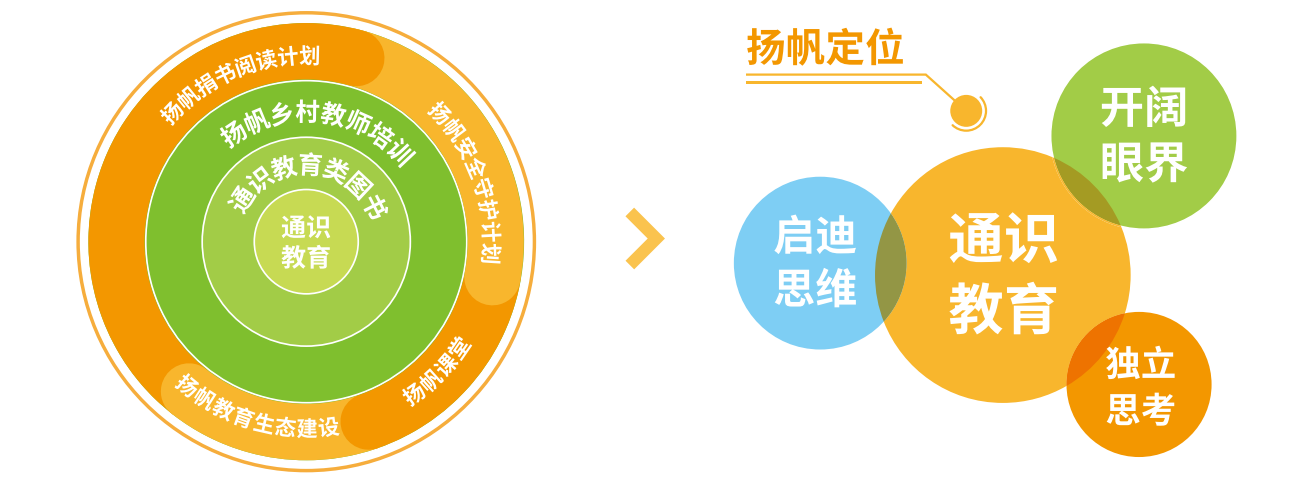 扬帆捐书阅读计划
扬帆安全守护计划
扬帆课堂
扬帆教育生态建设
扬帆乡村教师培训
通识教育类图书
通识
教育
扬帆定位
开阔
眼界
启迪
思维
通识
教育
独立
思考